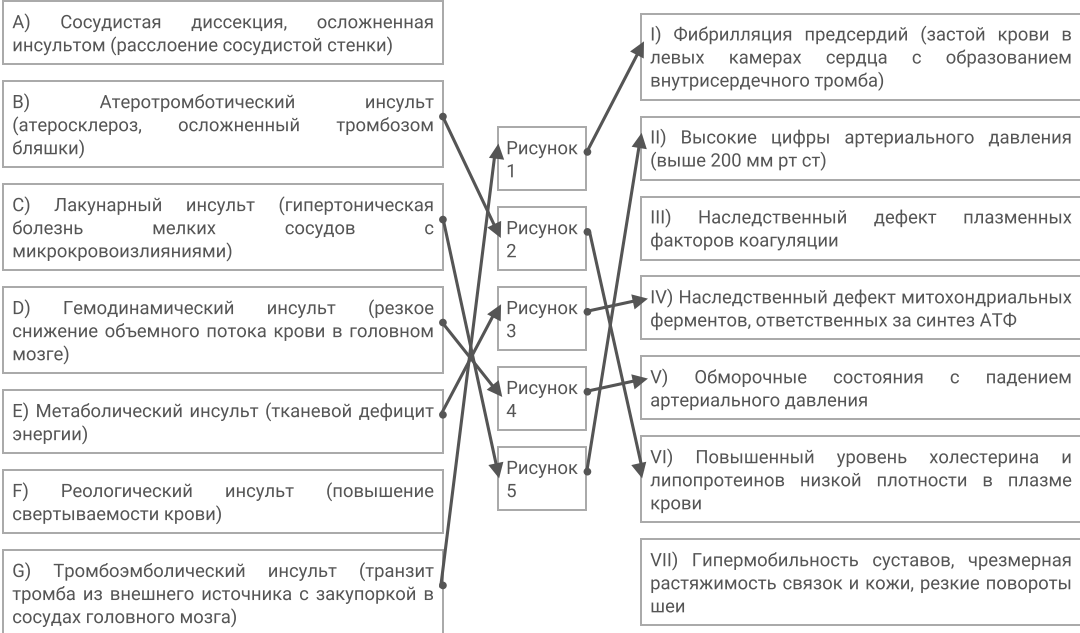 A) Сосудистая диссекция, осложненная
инсультом (расслоение сосудистой стенки)
B) Атеротромботический инсульт
(атеросклероз, осложненный тромбозом
бляшки)
C) Лакунарный инсульт (гипертоническая
болезнь мелких сосудов с
микрокровоизлияниями)
D) Гемодинамический инсульт (резкое
снижение объемного потока крови в головном
мозге)
E) Метаболический инсульт (тканевой дефицит
энергии)
F) Реологический инсульт (повышение
свертываемости крови)
G) Тромбоэмболический инсульт (транзит
тромба из внешнего источника с закупоркой в
сосудах головного мозга)
Рисунок
1
Рисунок
2
Рисунок
3
Рисунок
4
Рисунок
5
I) Фибрилляция предсердий (застой крови в
левых камерах сердца с образованием
внутрисердечного тромба)
II) Высокие цифры артериального давления
(выше 200 мм рт ст)
III) Наследственный дефект плазменных
факторов коагуляции
IV) Наследственный дефект митохондриальных
ферментов, ответственных за синтез АТФ
V) Обморочные состояния с падением
артериального давления
VI) Повышенный уровень холестерина и
липопротеинов низкой плотности в плазме
крови
VII) Гипермобильность суставов, чрезмерная
растяжимость связок и кожи, резкие повороты
шеи